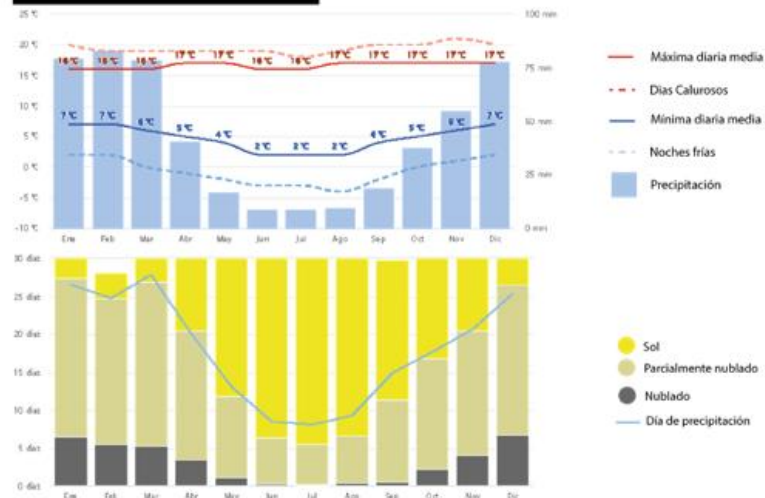 25 °C 100 mm
20 °C
15 °C 75 mm
10 °C
5 °C 50 mm
0 °C 25 mm
-5 °C
-10 °C 0 mm
16 °C 16 °C 16 °C 17 °C 17 °C 16 °C 16 °C 17 °C 17 °C 17 °C 17 °C 17 °C
7 °C 7 °C 6 °C 5 °C 4 °C 2 °C 2 °C 2 °C 4 °C 5 °C 6 °C 7 °C
Ene Feb Mar Abr May Jun Jul Ago Sep Oct Nov Dic
Máxima diaria media
Dias Calurosos
Mínima diaria media
Noches frías
Precipitación
30 días
25 días
20 días
15 días
10 días
5 días
0 días
Ene Feb Mar Abr May Jun Jul Ago Sep Oct Nov Dic
Sol
Parcialmente nublado
Nublado
Día de precipitación